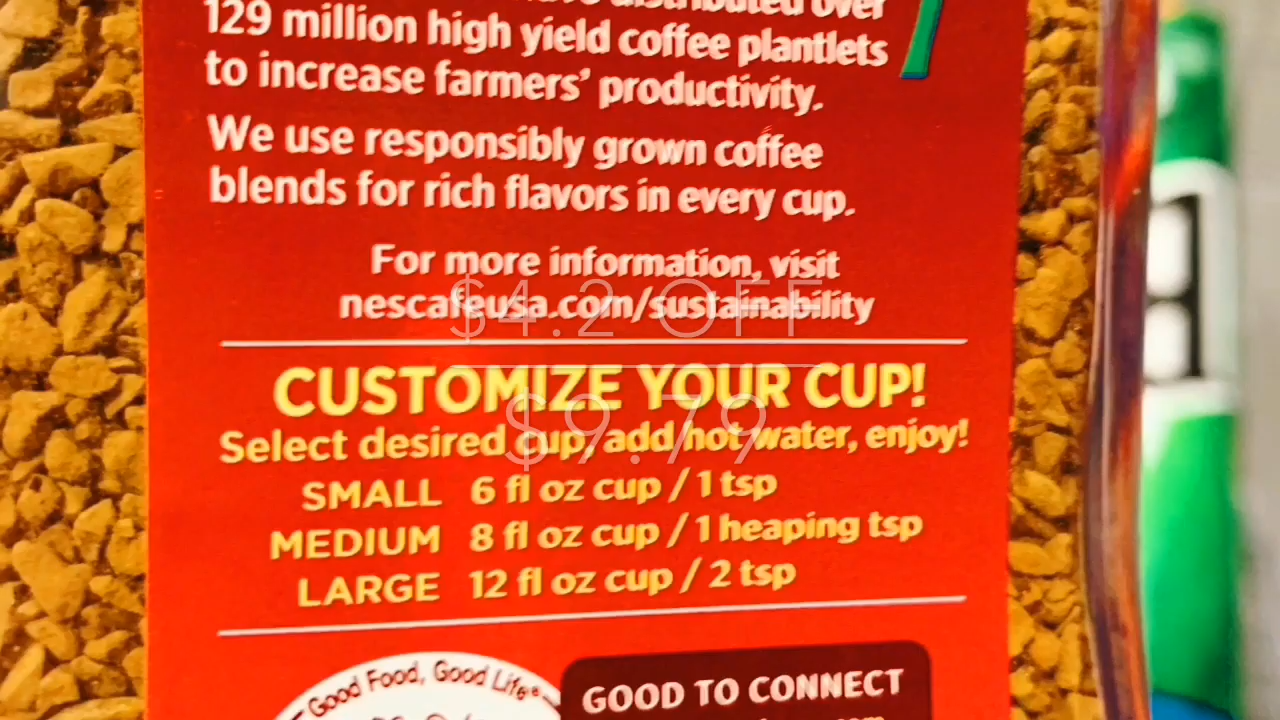 distributed over
129 million high yield coffee plantlets
to increase farmers' productivity.
We use responsibly grown coffee
blends for rich flavors in every cup.
For more information, visit
nescafeusa.com/sustainability
$4.2 OFF
CUSTOMIZE YOUR CUP!
$9.79
Select desired cup, add hot water, enjoy!
SMALL 6 fl oz cup / 1 tsp
MEDIUM 8 fl oz cup / 1 heaping tsp
LARGE 12 fl oz cup / 2 tsp
Good Food, Good Life®
GOOD TO CONNECT